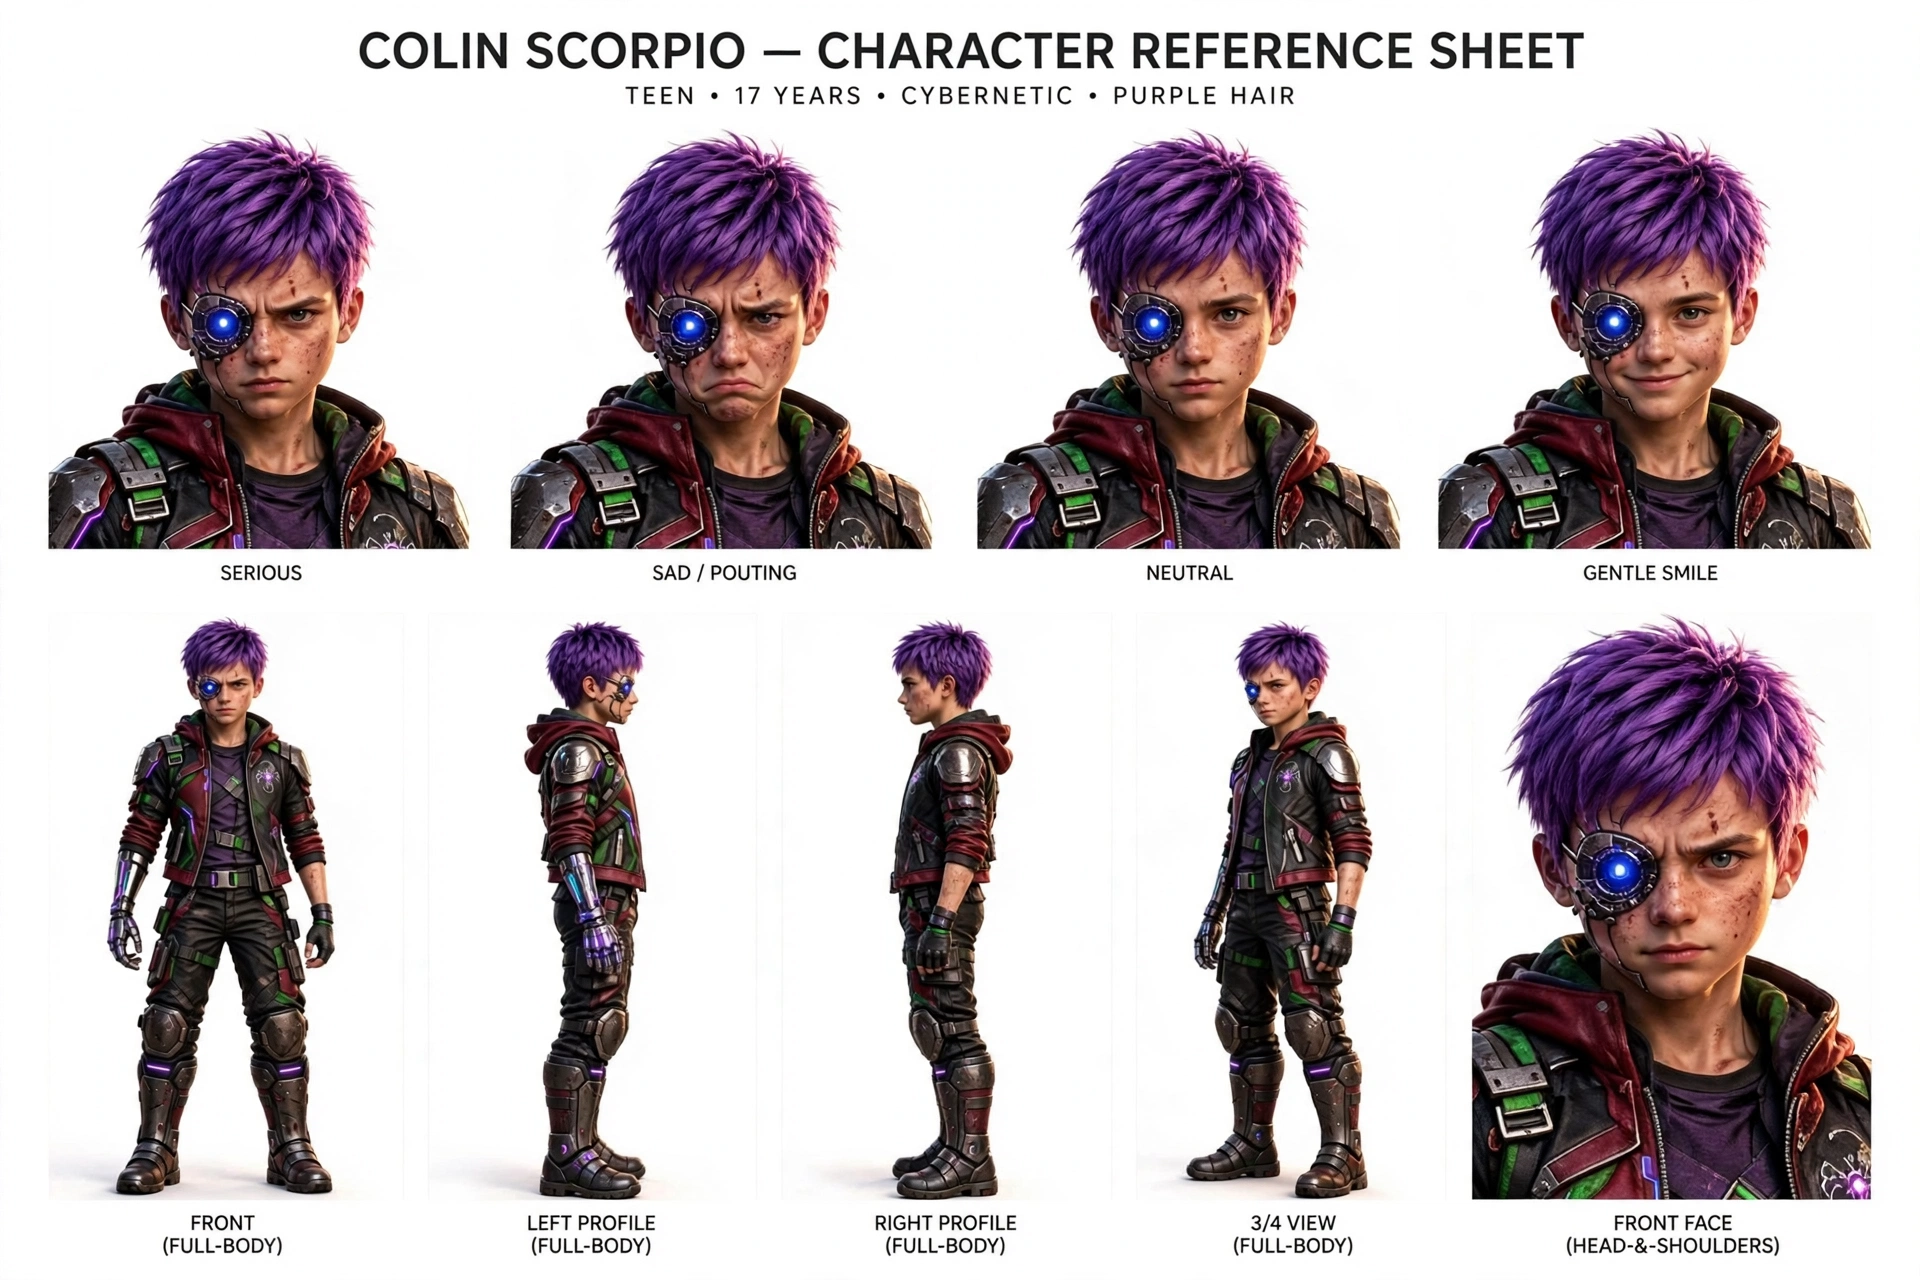 COLIN SCORPIO — CHARACTER REFERENCE SHEET
TEEN • 17 YEARS • CYBERNETIC • PURPLE HAIR
SERIOUS
SAD / POUTING
NEUTRAL
GENTLE SMILE
FRONT
(FULL-BODY)
LEFT PROFILE
(FULL-BODY)
RIGHT PROFILE
(FULL-BODY)
3/4 VIEW
(FULL-BODY)
FRONT FACE
(HEAD-&-SHOULDERS)